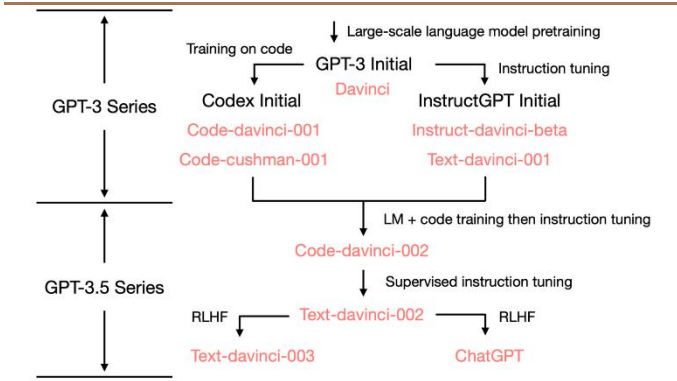 Large-scale language model pretraining
Training on code
GPT-3 Initial
Instruction tuning
Davinci
Codex Initial
InstructGPT Initial
GPT-3 Series
Code-davinci-001
Instruct-davinci-beta
Code-cushman-001
Text-davinci-001
LM + code training then instruction tuning
Code-davinci-002
Supervised instruction tuning
GPT-3.5 Series
RLHF
Text-davinci-002
RLHF
Text-davinci-003
ChatGPT